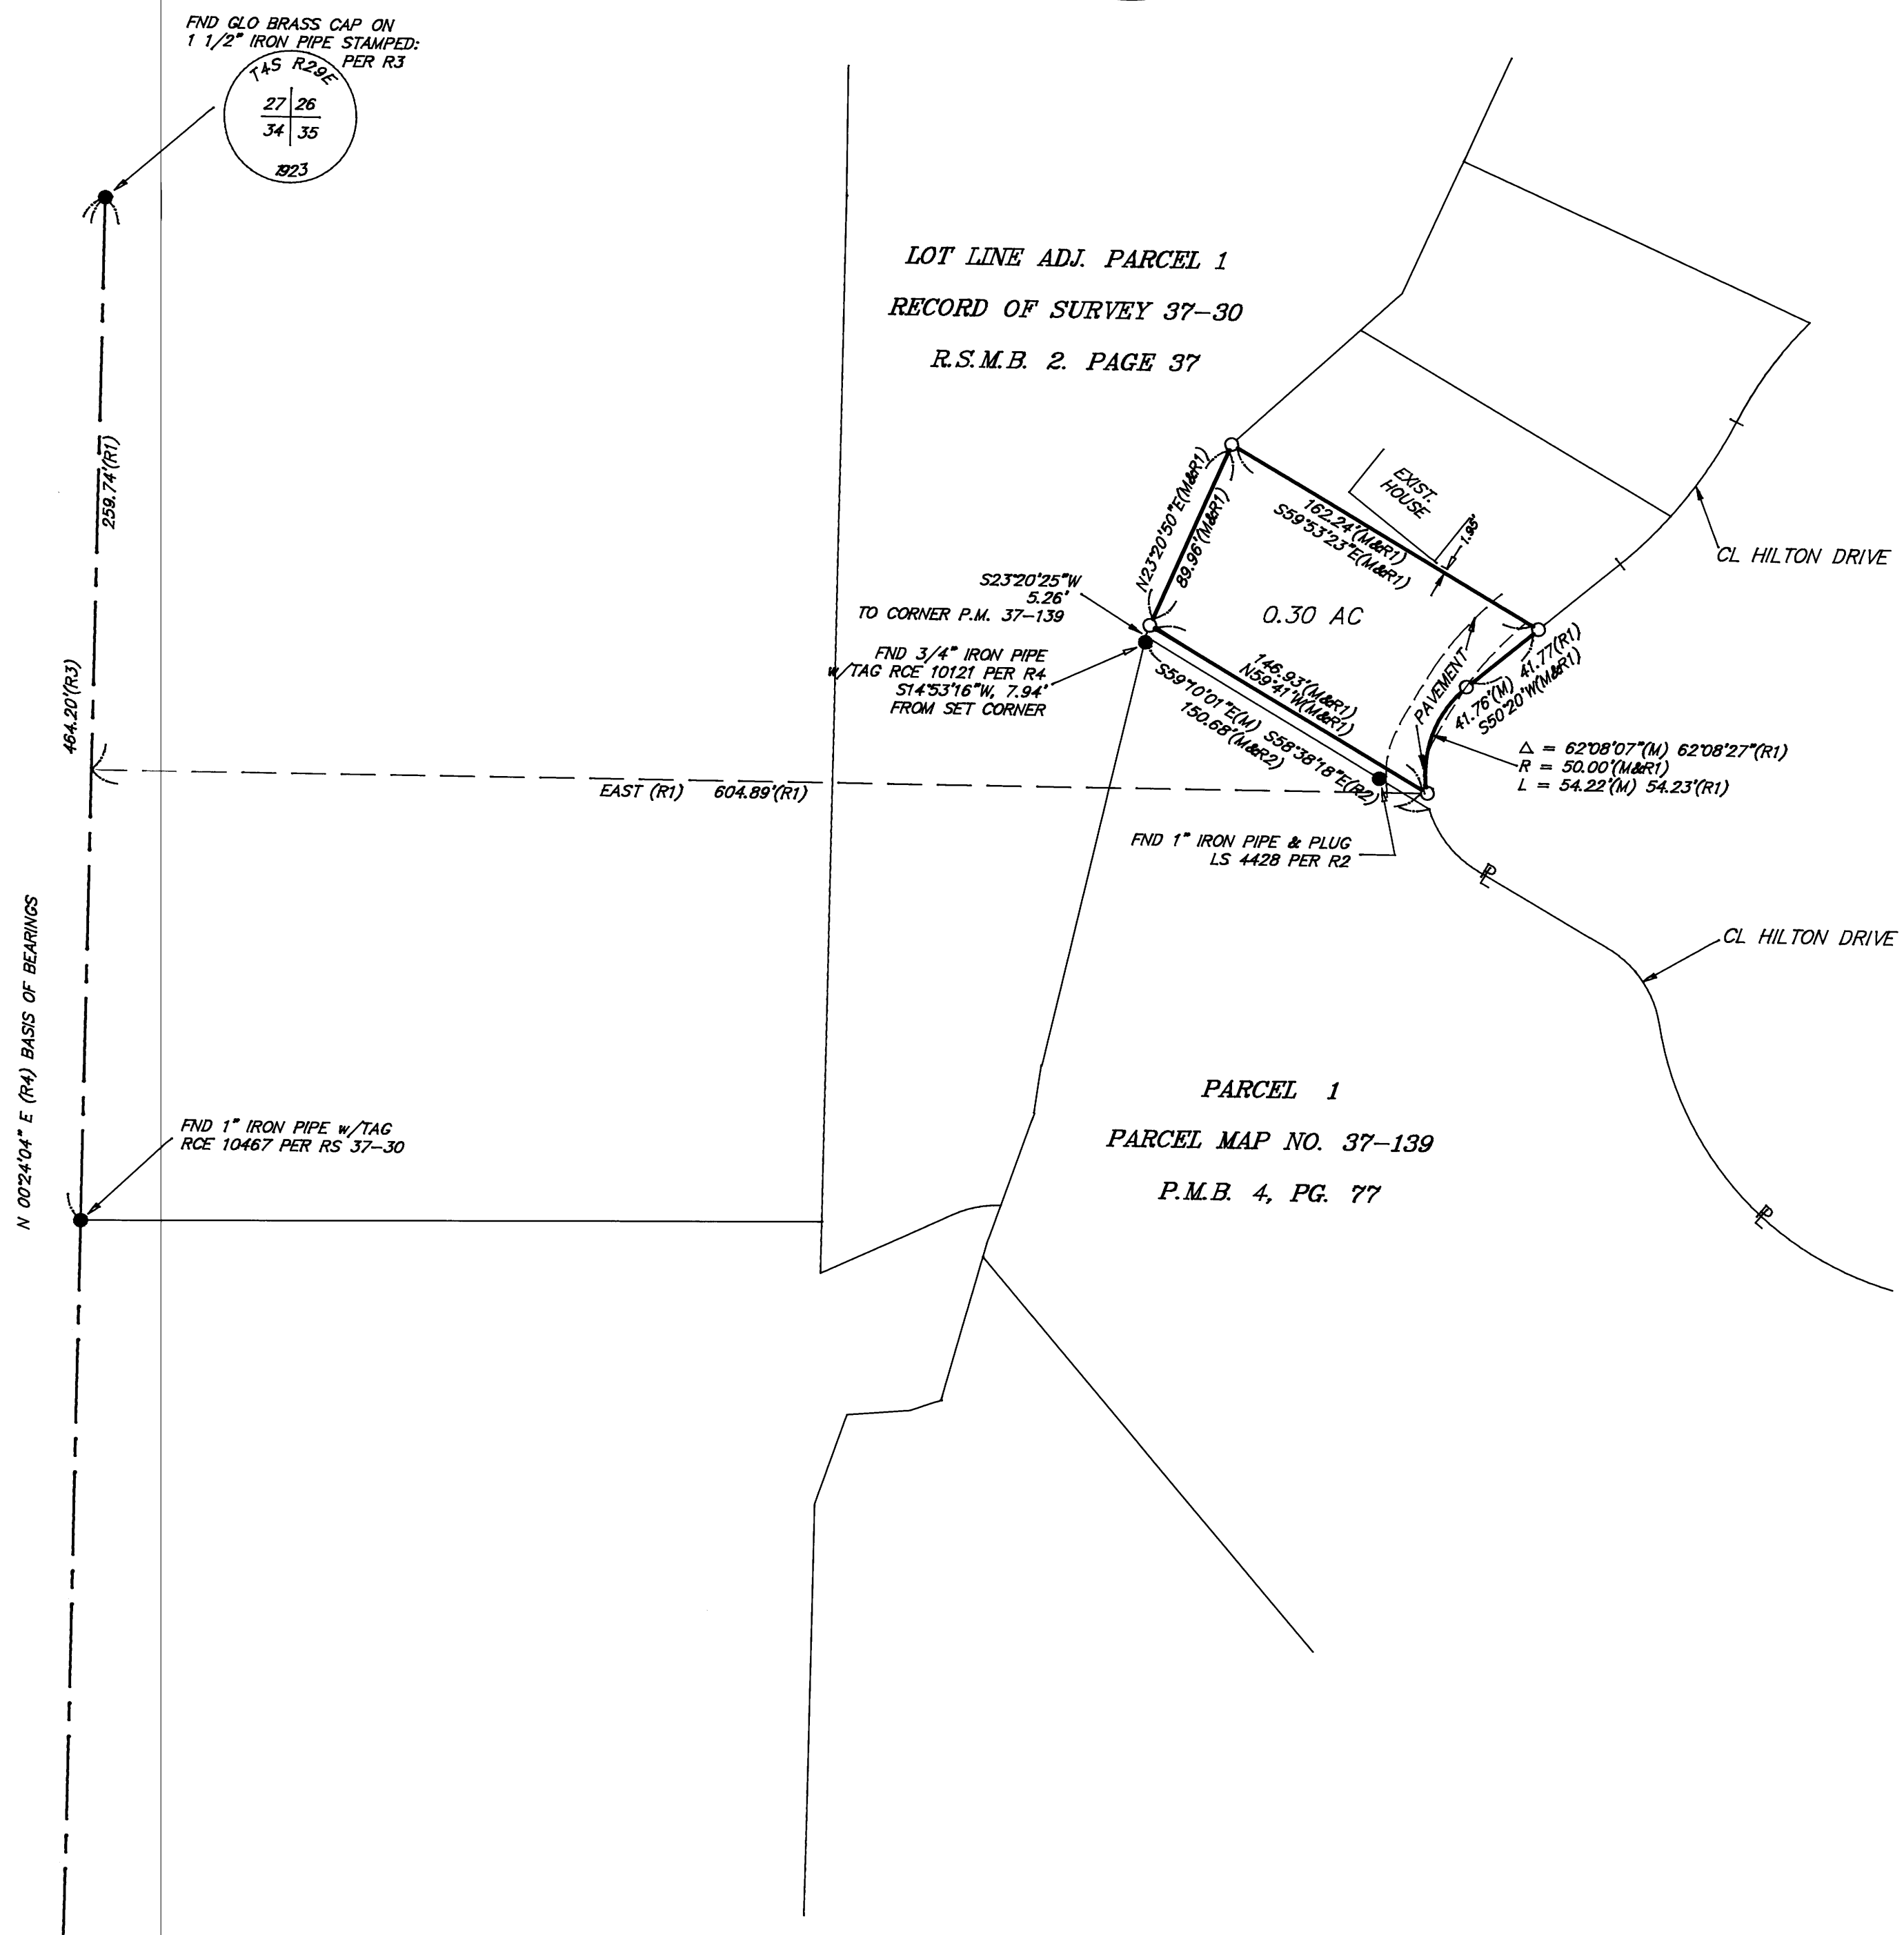 FND GLO BRASS CAP ON
1 1/2" IRON PIPE STAMPED:
PER R3
T4S R29E
27 26
34 35
1923
LOT LINE ADJ. PARCEL 1
RECORD OF SURVEY 37-30
R.S.M.B. 2. PAGE 37
259.74'(R1)
464.20'(R3)
N 00°24'04" E (R4) BASIS OF BEARINGS
N23°20'50"E(M&R1)
89.96'(M&R1)
EXIST.
HOUSE
1.95'
162.24'(M&R1)
S59°53'23"E(M&R1)
CL HILTON DRIVE
S23°20'25"W
5.26'
TO CORNER P.M. 37-139
0.30 AC
FND 3/4" IRON PIPE
W/TAG RCE 10121 PER R4
S14°53'16"W, 7.94'
FROM SET CORNER
146.93'(M&R1)
N59°41'W(M&R1)
S59°10'01"E(M) S58°38'18"E(R2)
150.68'(M&R2)
PAVEMENT
41.76'(M) 41.77(R1)
S50°20'W(M&R1)
Δ = 62°08'07"(M) 62°08'27"(R1)
R = 50.00'(M&R1)
L = 54.22'(M) 54.23'(R1)
EAST (R1) 604.89'(R1)
FND 1" IRON PIPE & PLUG
LS 4428 PER R2
PL
CL HILTON DRIVE
PARCEL 1
PARCEL MAP NO. 37-139
P.M.B. 4, PG. 77
FND 1" IRON PIPE w/TAG
RCE 10467 PER RS 37-30
PL